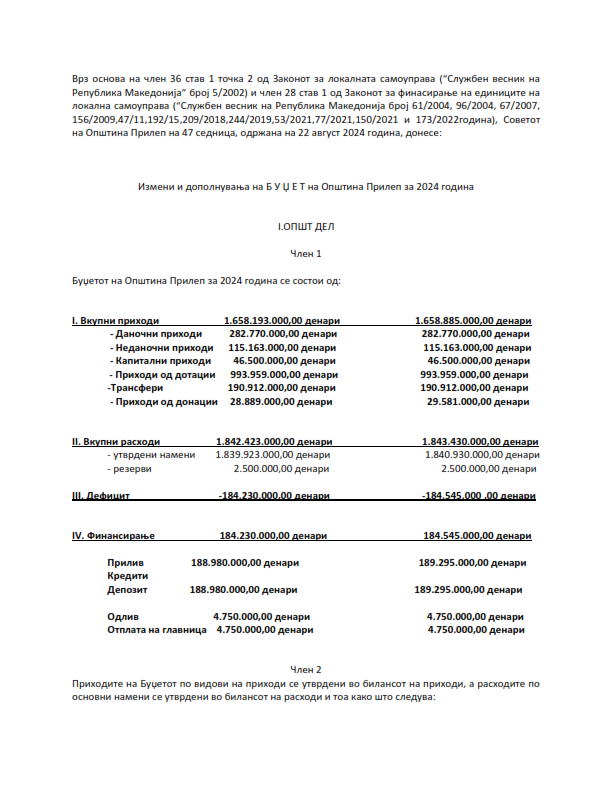 Врз основа на член 36 став 1 точка 2 од Законот за локалната самоуправа (“Службен весник на
Република Македонија” број 5/2002) и член 28 став 1 од Законот за финасирање на единиците на
локална самоуправа (“Службен весник на Република Македонија број 61/2004, 96/2004, 67/2007,
156/2009,47/11,192/15,209/2018,244/2019,53/2021,77/2021,150/2021 и 173/2022година), Советот
на Општина Прилеп на 47 седница, одржана на 22 август 2024 година, донесе:
Измени и дополнувања на Б У Џ Е Т на Општина Прилеп за 2024 година
I.ОПШТ ДЕЛ
Член 1
Буџетот на Општина Прилеп за 2024 година се состои од:
I. Вкупни приходи 1.658.193.000,00 денари 1.658.885.000,00 денари
- Даночни приходи 282.770.000,00 денари 282.770.000,00 денари
- Неданочни приходи 115.163.000,00 денари 115.163.000,00 денари
- Капитални приходи 46.500.000,00 денари 46.500.000,00 денари
- Приходи од дотации 993.959.000,00 денари 993.959.000,00 денари
-Трансфери 190.912.000,00 денари 190.912.000,00 денари
- Приходи од донации 28.889.000,00 денари 29.581.000,00 денари
II. Вкупни расходи 1.842.423.000,00 денари 1.843.430.000,00 денари
- утврдени намени 1.839.923.000,00 денари 1.840.930.000,00 денари
- резерви 2.500.000,00 денари 2.500.000,00 денари
III. Дефицит -184.230.000,00 денари -184.545.000 ,00 денари
IV. Финансирање 184.230.000,00 денари 184.545.000,00 денари
Прилив 188.980.000,00 денари 189.295.000,00 денари
Кредити
Депозит 188.980.000,00 денари 189.295.000,00 денари
Одлив 4.750.000,00 денари 4.750.000,00 денари
Отплата на главница 4.750.000,00 денари 4.750.000,00 денари
Член 2
Приходите на Буџетот по видови на приходи се утврдени во билансот на приходи, а расходите по
основни намени се утврдени во билансот на расходи и тоа како што следува: